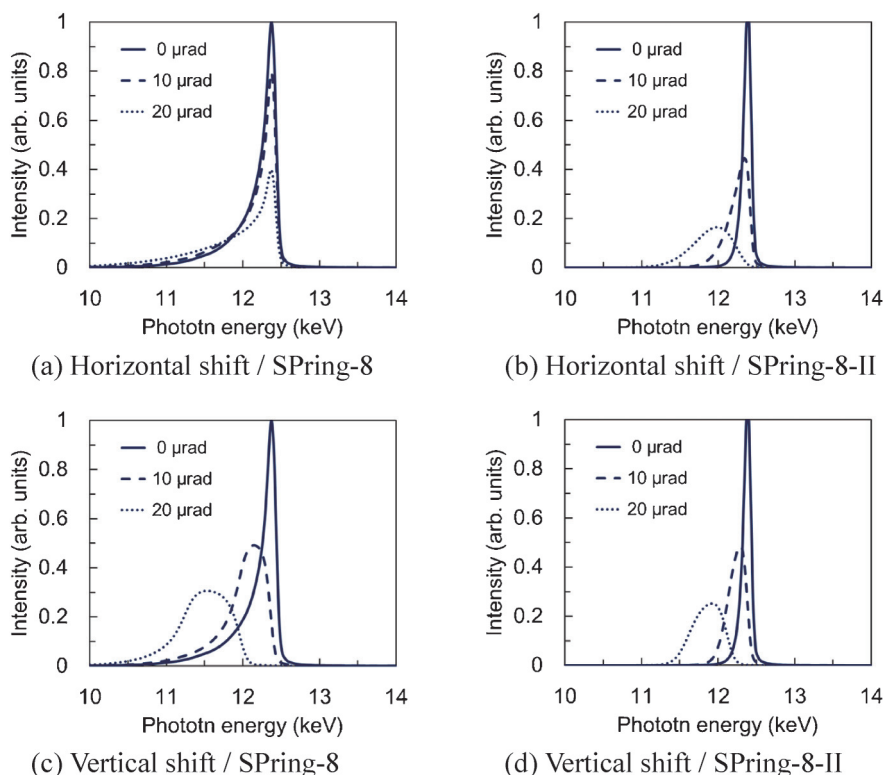 Intensity (arb. units)
1
0.8
0.6
0.4
0.2
0
0 µrad
10 µrad
20 µrad
10 11 12 13 14
Phototn energy (keV)
(a) Horizontal shift / SPring-8
Intensity (arb. units)
1
0.8
0.6
0.4
0.2
0
0 µrad
10 µrad
20 µrad
10 11 12 13 14
Phototn energy (keV)
(b) Horizontal shift / SPring-8-II
Intensity (arb. units)
1
0.8
0.6
0.4
0.2
0
0 µrad
10 µrad
20 µrad
10 11 12 13 14
Phototn energy (keV)
(c) Vertical shift / SPring-8
Intensity (arb. units)
1
0.8
0.6
0.4
0.2
0
0 µrad
10 µrad
20 µrad
10 11 12 13 14
Phototn energy (keV)
(d) Vertical shift / SPring-8-II